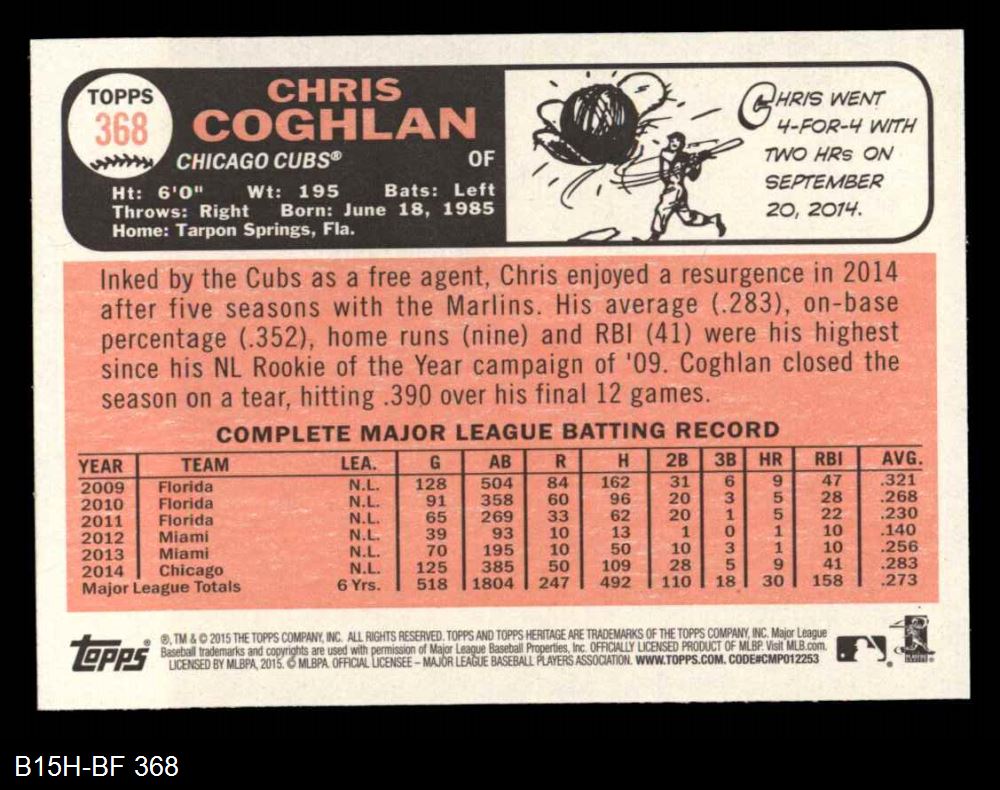 TOPPS
368
CHRIS
COGHLAN
CHICAGO CUBS® OF
Ht: 6'0" Wt: 195 Bats: Left
Throws: Right Born: June 18, 1985
Home: Tarpon Springs, Fla.
CHRIS WENT
4-FOR-4 WITH
TWO HRs ON
SEPTEMBER
20, 2014.
Inked by the Cubs as a free agent, Chris enjoyed a resurgence in 2014
after five seasons with the Marlins. His average (.283), on-base
percentage (.352), home runs (nine) and RBI (41) were his highest
since his NL Rookie of the Year campaign of '09. Coghlan closed the
season on a tear, hitting .390 over his final 12 games.
COMPLETE MAJOR LEAGUE BATTING RECORD
YEAR TEAM LEA. G AB R H 2B 3B HR RBI AVG.
2009 Florida N.L. 128 504 84 162 31 6 9 47 .321
2010 Florida N.L. 91 358 60 96 20 3 5 28 .268
2011 Florida N.L. 65 269 33 62 20 1 5 22 .230
2012 Miami N.L. 39 93 10 13 1 0 1 10 .140
2013 Miami N.L. 70 195 10 50 10 3 1 10 .256
2014 Chicago N.L. 125 385 50 109 28 5 9 41 .283
Major League Totals 6 Yrs. 518 1804 247 492 110 18 30 158 .273
Topps®
®, TM & © 2015 THE TOPPS COMPANY, INC. ALL RIGHTS RESERVED. TOPPS AND TOPPS HERITAGE ARE TRADEMARKS OF THE TOPPS COMPANY, INC. Major League
Baseball trademarks and copyrights are used with permission of Major League Baseball Properties, Inc. OFFICIALLY LICENSED PRODUCT OF MLBP. Visit MLB.com.
LICENSED BY MLBPA, 2015. © MLBPA. OFFICIAL LICENSEE – MAJOR LEAGUE BASEBALL PLAYERS ASSOCIATION. WWW.TOPPS.COM. CODE#CMP012253
B15H-BF 368